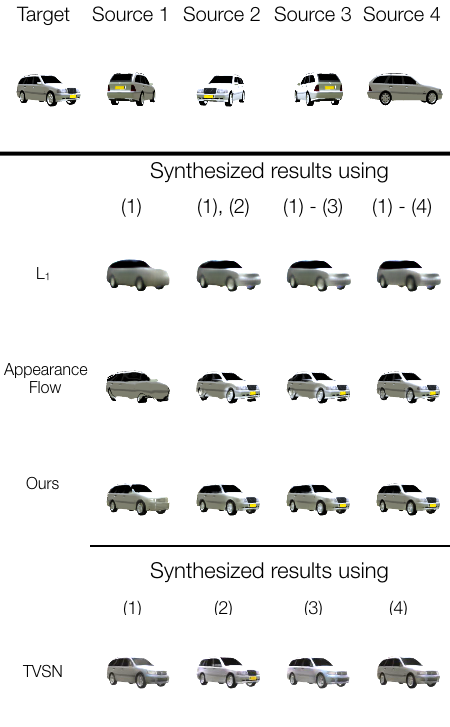 Target Source 1 Source 2 Source 3 Source 4
Synthesized results using
(1) (1), (2) (1) - (3) (1) - (4)
L₁
Appearance
Flow
Ours
Synthesized results using
(1) (2) (3) (4)
TVSN